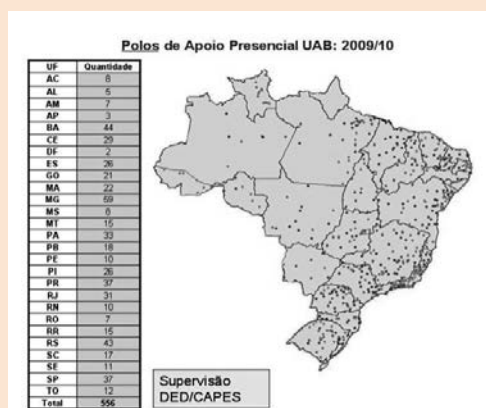 Polos de Apoio Presencial UAB: 2009/10
UF Quantidade
AC 8
AL 5
AM 7
AP 3
BA 44
CE 29
DF 2
ES 26
GO 21
MA 22
MG 59
MS 8
MT 15
PA 33
PB 18
PE 10
PI 26
PR 37
RJ 31
RN 10
RO 7
RR 15
RS 43
SC 17
SE 11
SP 37
TO 12
Total 556
Supervisão
DED/CAPES